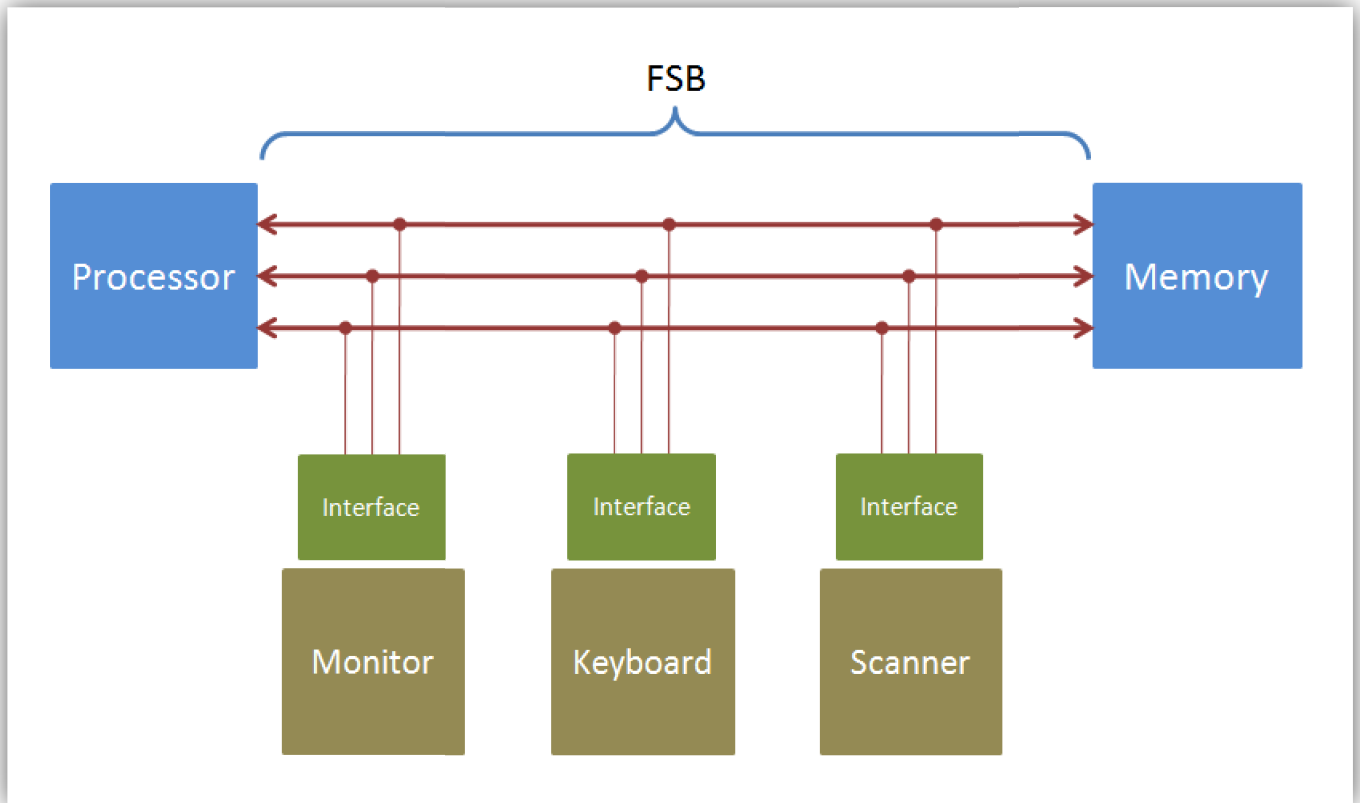 FSB
Processor
Memory
Interface
Interface
Interface
Monitor
Keyboard
Scanner